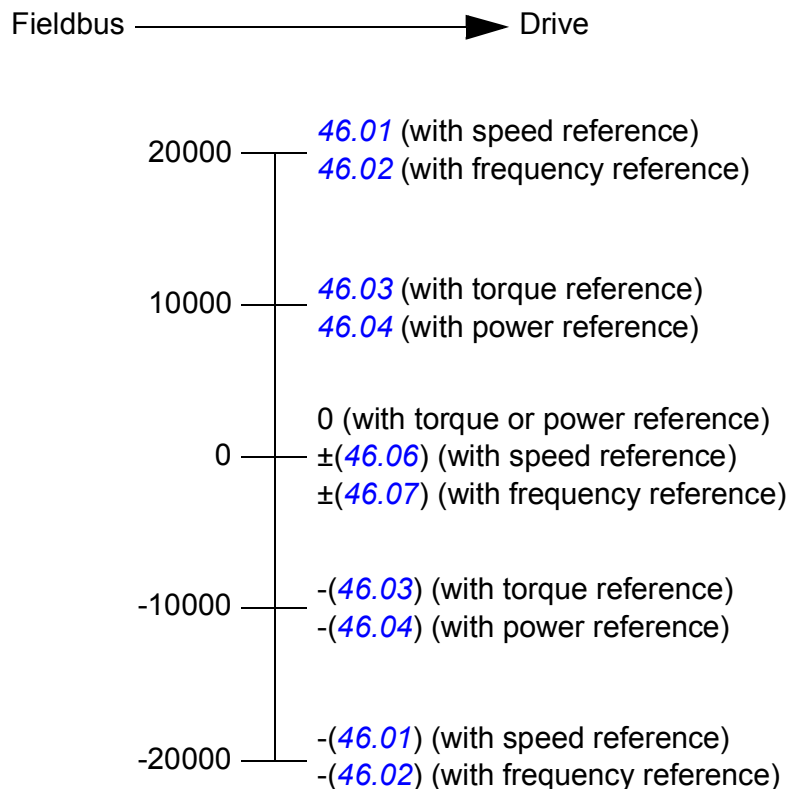 Fieldbus Drive
20000
46.01 (with speed reference)
46.02 (with frequency reference)
10000
46.03 (with torque reference)
46.04 (with power reference)
0 (with torque or power reference)
0
±(46.06) (with speed reference)
±(46.07) (with frequency reference)
-10000
-(46.03) (with torque reference)
-(46.04) (with power reference)
-20000
-(46.01) (with speed reference)
-(46.02) (with frequency reference)